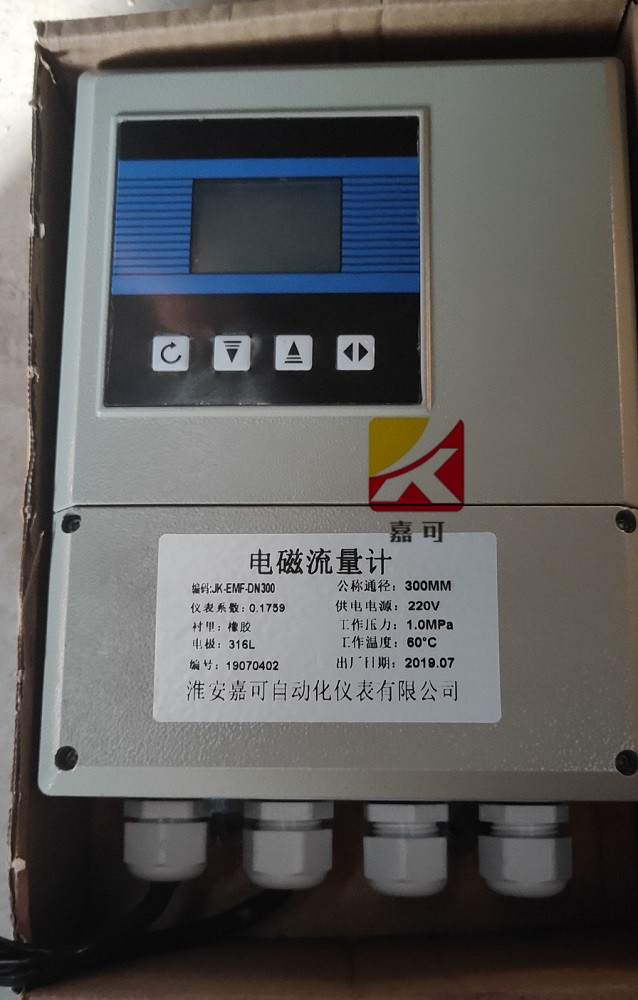 嘉可
电磁流量计
编码:JK-EMF-DN300 公称通径：300MM
仪表系数：0.1759 供电电源：220V
衬里：橡胶 工作压力：1.0MPa
电极：316L 工作温度：60°C
编号：19070402 出厂日期：2019.07
淮安嘉可自动化仪表有限公司